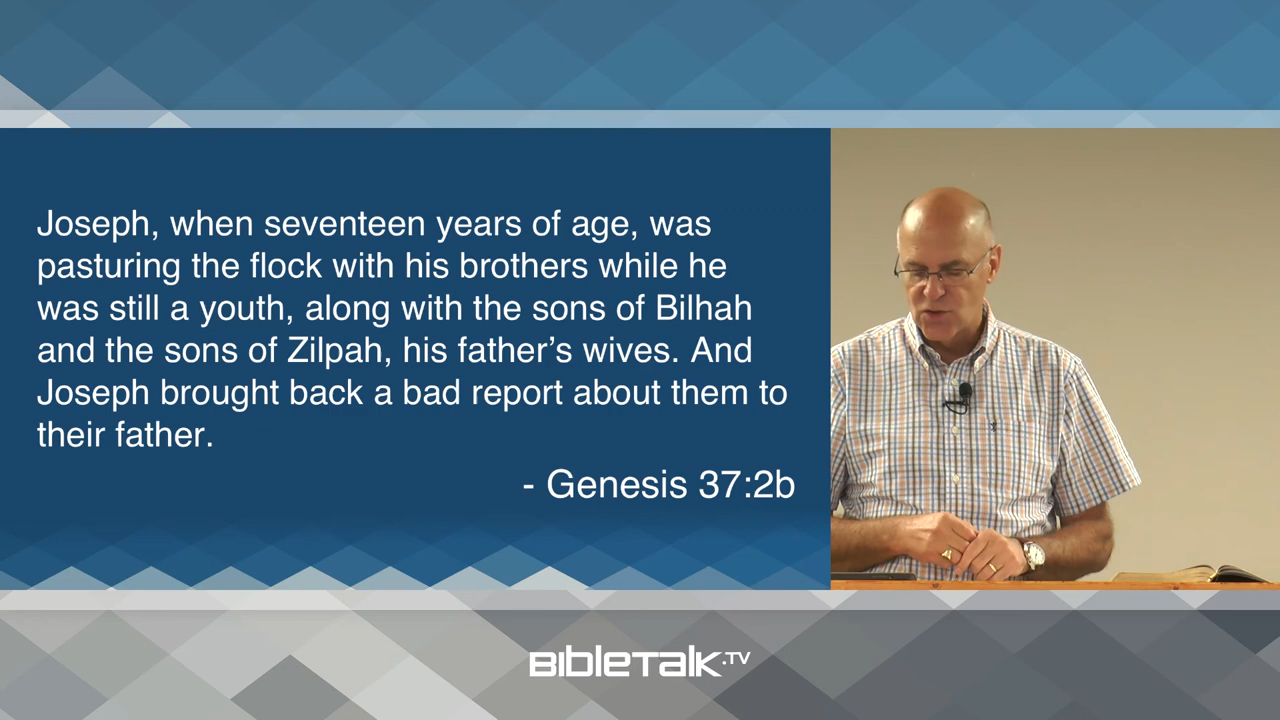 Joseph, when seventeen years of age, was
pasturing the flock with his brothers while he
was still a youth, along with the sons of Bilhah
and the sons of Zilpah, his father’s wives. And
Joseph brought back a bad report about them to
their father.
- Genesis 37:2b
BibleTalk.TV